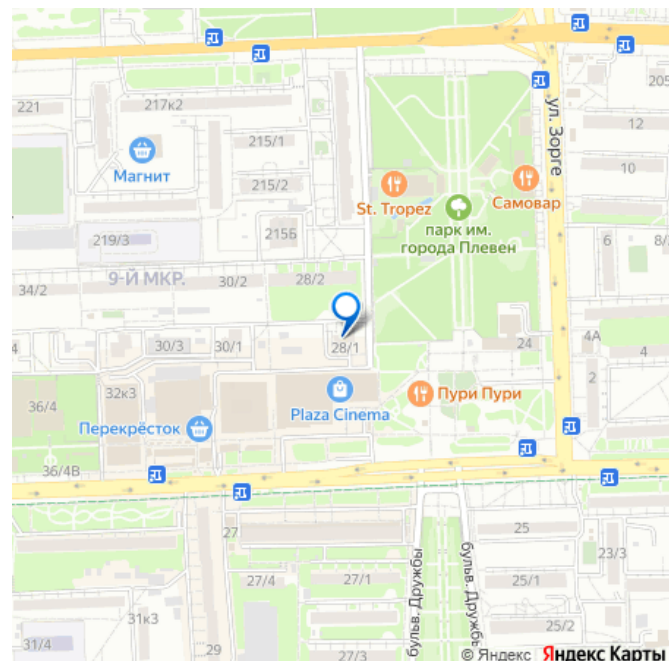 221
217к2
205
ул. Зорге
12
Магнит
215/1
10
215/2
St. Tropez
Самовар
парк им.
города Плевен
219/3
215Б
6
8/
9-Й МКР.
34/2
30/2
28/2
4
30/3
30/1
28/1
24
4А
4
32к3
36/4
Plaza Cinema
Пури Пури
2
Перекрёсток
36/4В
27
25
23/3
бульв. Дружбы
бульв. Дружбы
27/4
27/1
25/1
31к3
25/2
31/4
29
27/3
© Яндекс Яндекс Карты